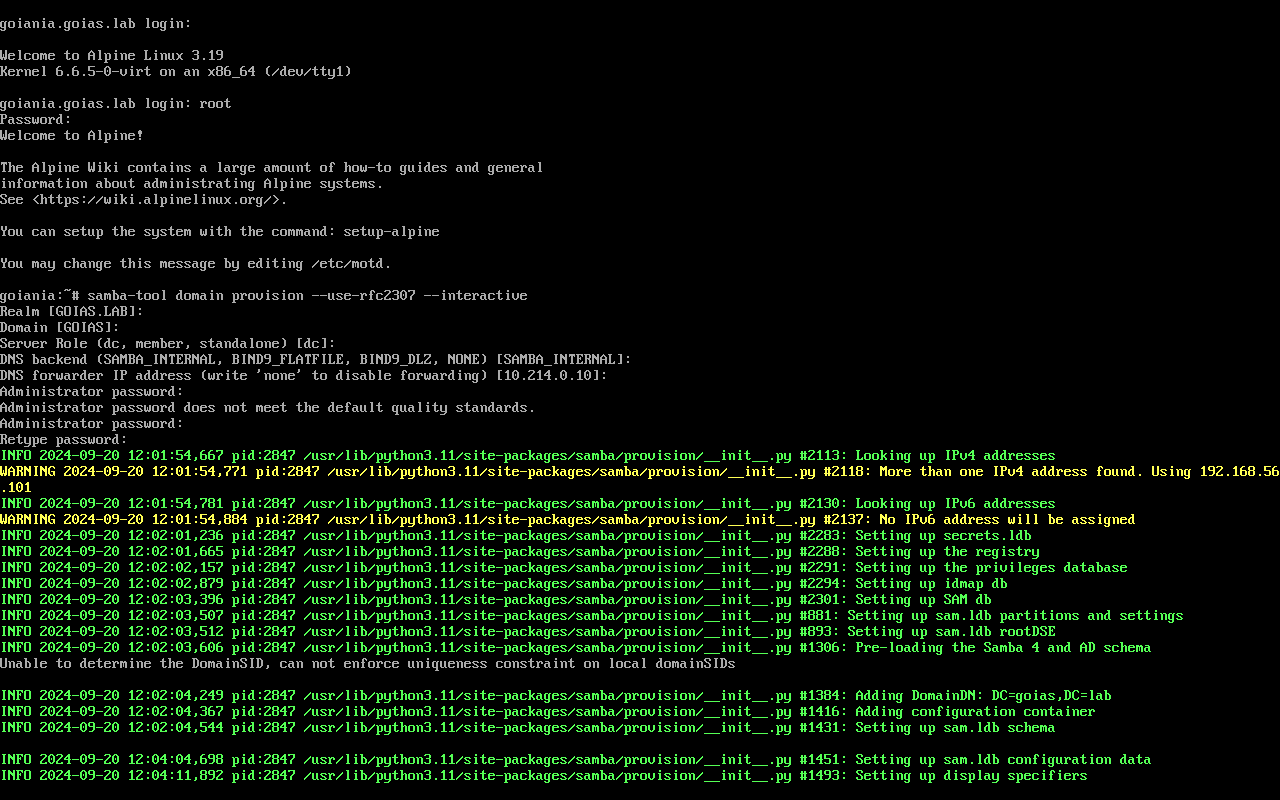 goiania.goias.lab login:
Welcome to Alpine Linux 3.19
Kernel 6.6.5-0-virt on an x86_64 (/dev/tty1)
goiania.goias.lab login: root
Password:
Welcome to Alpine!
The Alpine Wiki contains a large amount of how-to guides and general
information about administrating Alpine systems.
See <https://wiki.alpinelinux.org/>.
You can setup the system with the command: setup-alpine
You may change this message by editing /etc/motd.
goiania:~# samba-tool domain provision --use-rfc2307 --interactive
Realm [GOIAS.LAB]:
Domain [GOIAS]:
Server Role (dc, member, standalone) [dc]:
DNS backend (SAMBA_INTERNAL, BIND9_FLATFILE, BIND9_DLZ, NONE) [SAMBA_INTERNAL]:
DNS forwarder IP address (write 'none' to disable forwarding) [10.214.0.10]:
Administrator password:
Administrator password does not meet the default quality standards.
Administrator password:
Retype password:
INFO 2024-09-20 12:01:54,667 pid:2847 /usr/lib/python3.11/site-packages/samba/provision/__init__.py #2113: Looking up IPv4 addresses
WARNING 2024-09-20 12:01:54,771 pid:2847 /usr/lib/python3.11/site-packages/samba/provision/__init__.py #2118: More than one IPv4 address found. Using 192.168.56
.101
INFO 2024-09-20 12:01:54,781 pid:2847 /usr/lib/python3.11/site-packages/samba/provision/__init__.py #2130: Looking up IPv6 addresses
WARNING 2024-09-20 12:01:54,884 pid:2847 /usr/lib/python3.11/site-packages/samba/provision/__init__.py #2137: No IPv6 address will be assigned
INFO 2024-09-20 12:02:01,236 pid:2847 /usr/lib/python3.11/site-packages/samba/provision/__init__.py #2283: Setting up secrets.ldb
INFO 2024-09-20 12:02:01,665 pid:2847 /usr/lib/python3.11/site-packages/samba/provision/__init__.py #2288: Setting up the registry
INFO 2024-09-20 12:02:02,157 pid:2847 /usr/lib/python3.11/site-packages/samba/provision/__init__.py #2291: Setting up the privileges database
INFO 2024-09-20 12:02:02,879 pid:2847 /usr/lib/python3.11/site-packages/samba/provision/__init__.py #2294: Setting up idmap db
INFO 2024-09-20 12:02:03,396 pid:2847 /usr/lib/python3.11/site-packages/samba/provision/__init__.py #2301: Setting up SAM db
INFO 2024-09-20 12:02:03,507 pid:2847 /usr/lib/python3.11/site-packages/samba/provision/__init__.py #881: Setting up sam.ldb partitions and settings
INFO 2024-09-20 12:02:03,512 pid:2847 /usr/lib/python3.11/site-packages/samba/provision/__init__.py #893: Setting up sam.ldb rootDSE
INFO 2024-09-20 12:02:03,606 pid:2847 /usr/lib/python3.11/site-packages/samba/provision/__init__.py #1306: Pre-loading the Samba 4 and AD schema
Unable to determine the DomainSID, can not enforce uniqueness constraint on local domainSIDs
INFO 2024-09-20 12:02:04,249 pid:2847 /usr/lib/python3.11/site-packages/samba/provision/__init__.py #1384: Adding DomainDN: DC=goias,DC=lab
INFO 2024-09-20 12:02:04,367 pid:2847 /usr/lib/python3.11/site-packages/samba/provision/__init__.py #1416: Adding configuration container
INFO 2024-09-20 12:02:04,544 pid:2847 /usr/lib/python3.11/site-packages/samba/provision/__init__.py #1431: Setting up sam.ldb schema
INFO 2024-09-20 12:04:04,698 pid:2847 /usr/lib/python3.11/site-packages/samba/provision/__init__.py #1451: Setting up sam.ldb configuration data
INFO 2024-09-20 12:04:11,892 pid:2847 /usr/lib/python3.11/site-packages/samba/provision/__init__.py #1493: Setting up display specifiers